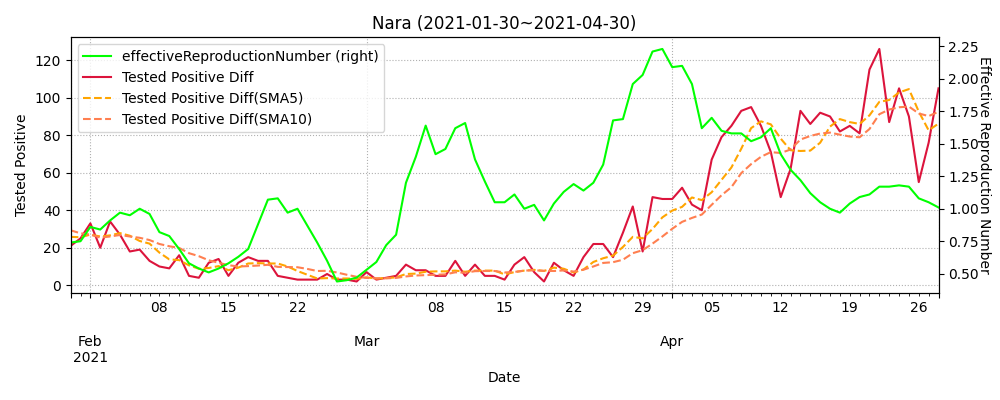 Nara (2021-01-30~2021-04-30)
effectiveReproductionNumber (right)
Tested Positive Diff
Tested Positive Diff(SMA5)
Tested Positive Diff(SMA10)
Tested Positive
120
100
80
60
40
20
0
2.25
2.00
1.75
1.50
1.25
1.00
0.75
0.50
Effective Reproduction Number
08 15 22 08 15 22 29 05 12 19 26
Feb Mar Apr
2021
Date